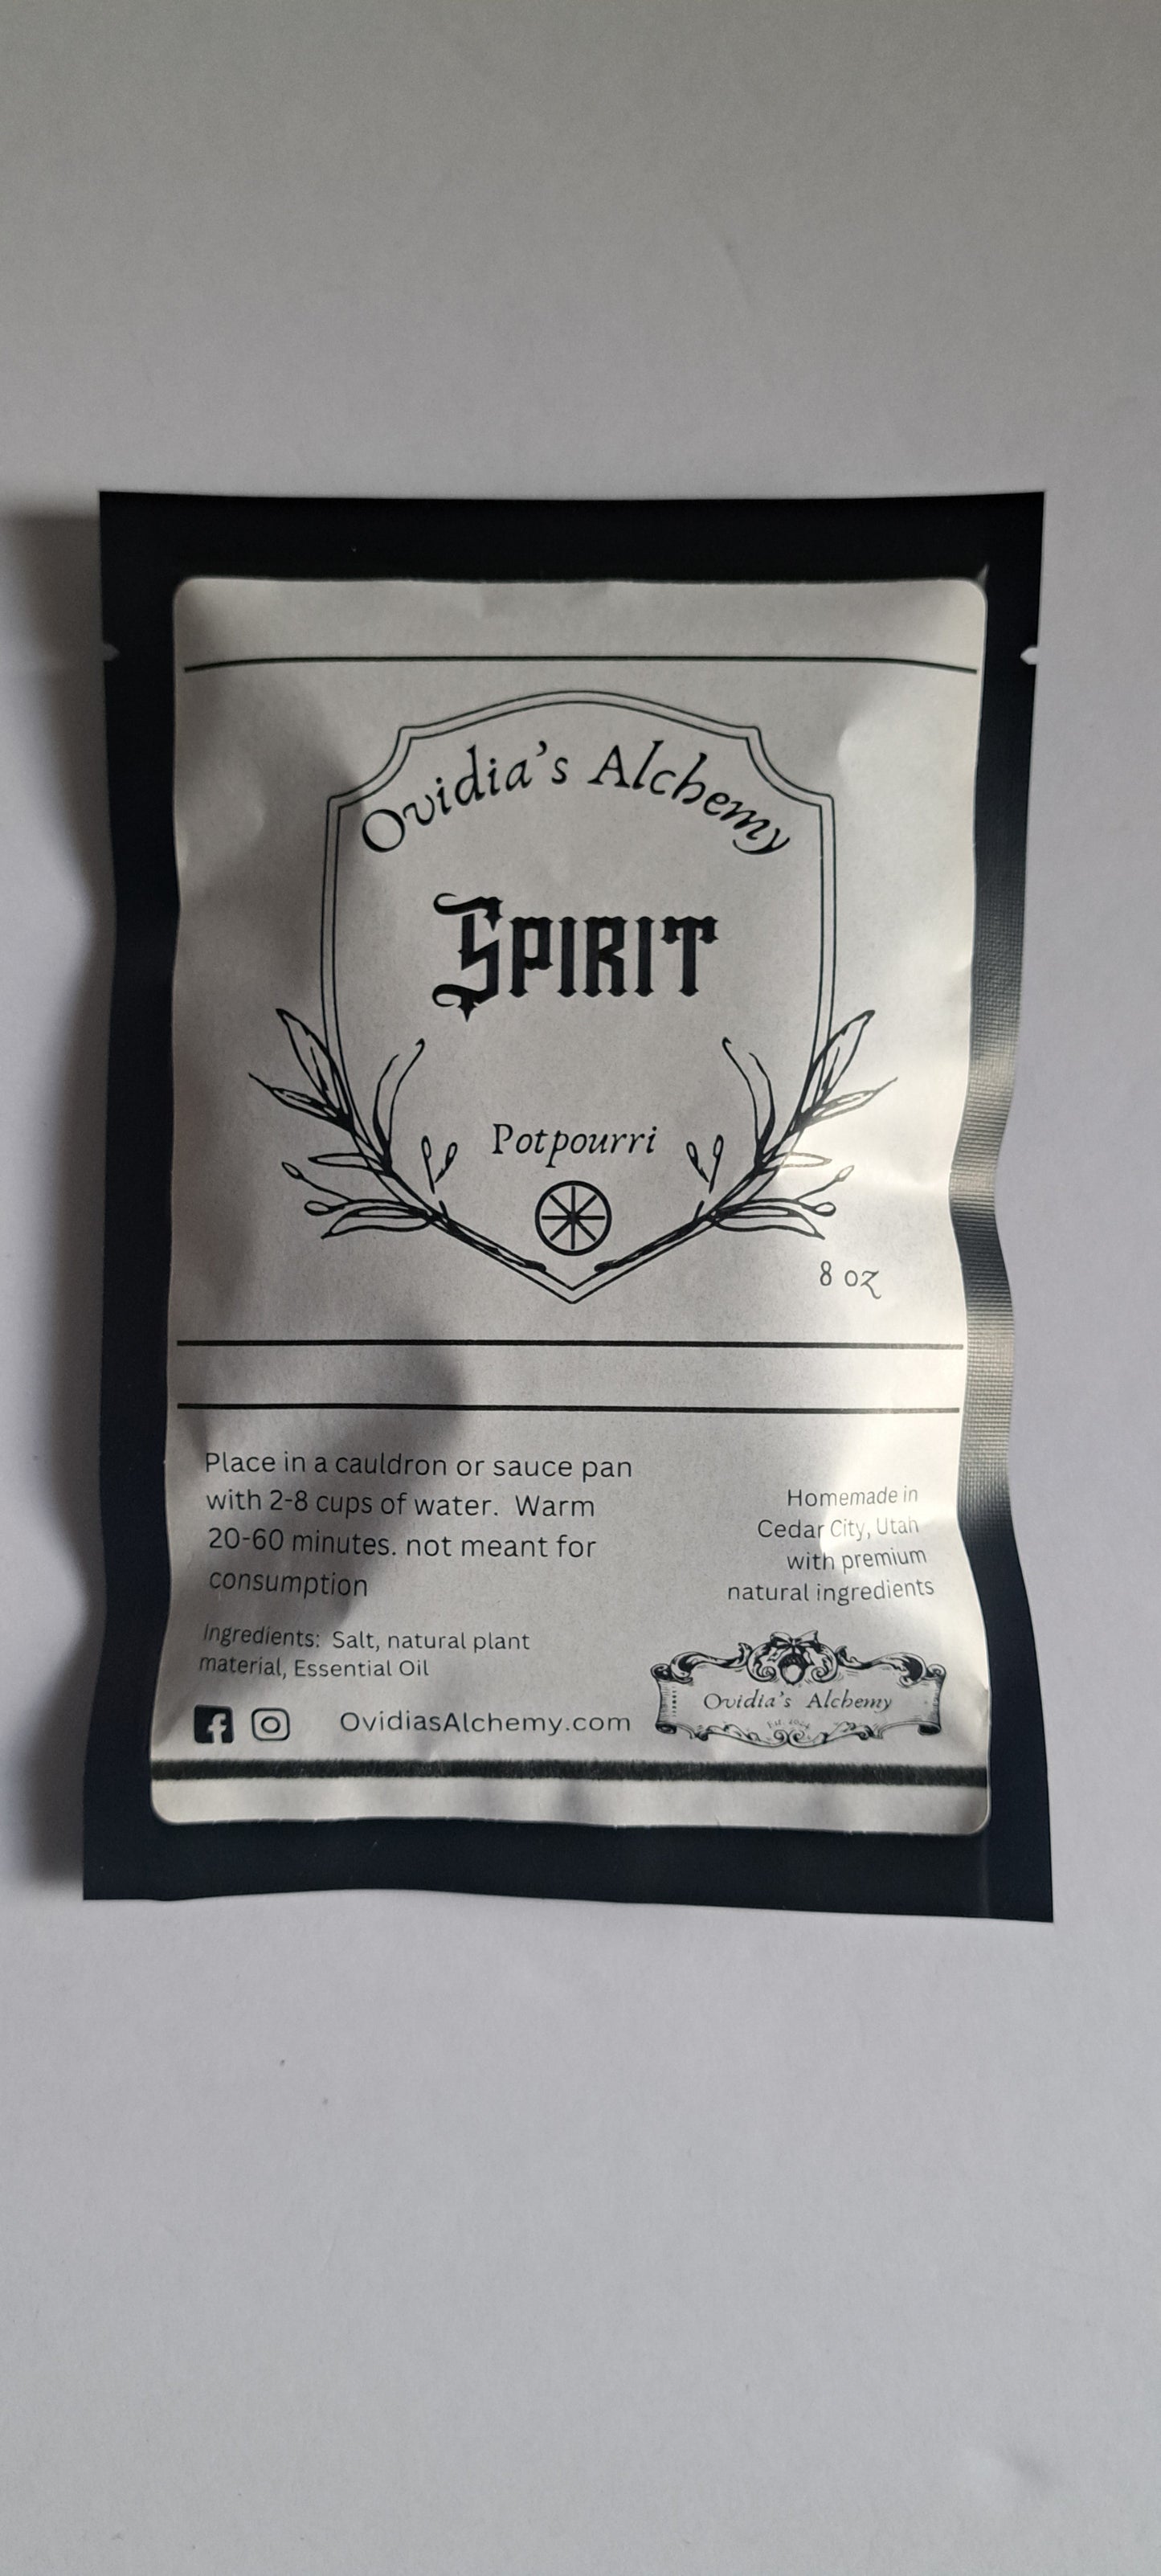 Ovidia's Alchemy
SPIRIT
Potpourri
8 oz
Place in a cauldron or sauce pan
with 2-8 cups of water. Warm
20-60 minutes. not meant for
consumption
Homemade in
Cedar City, Utah
with premium
natural ingredients
Ingredients: Salt, natural plant
material, Essential Oil
OvidiasAlchemy.com
Ovidia's Alchemy